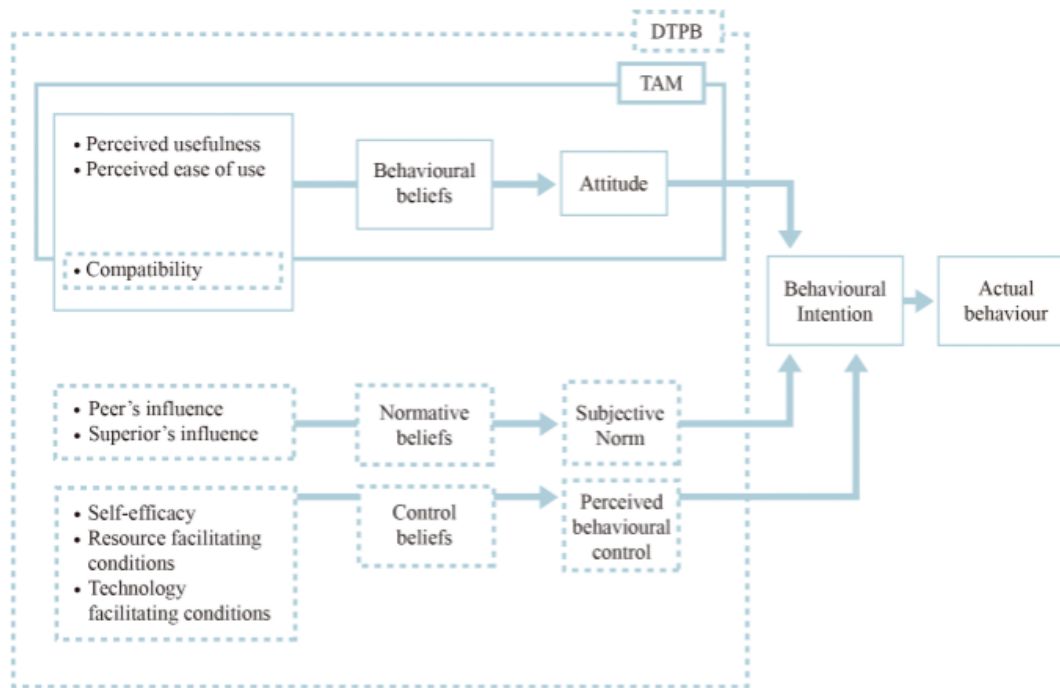 DTPB
TAM
• Perceived usefulness
• Perceived ease of use
• Compatibility
Behavioural
beliefs
Attitude
Behavioural
Intention
Actual
behaviour
• Peer's influence
• Superior's influence
Normative
beliefs
Subjective
Norm
• Self-efficacy
• Resource facilitating
conditions
• Technology
facilitating conditions
Control
beliefs
Perceived
behavioural
control